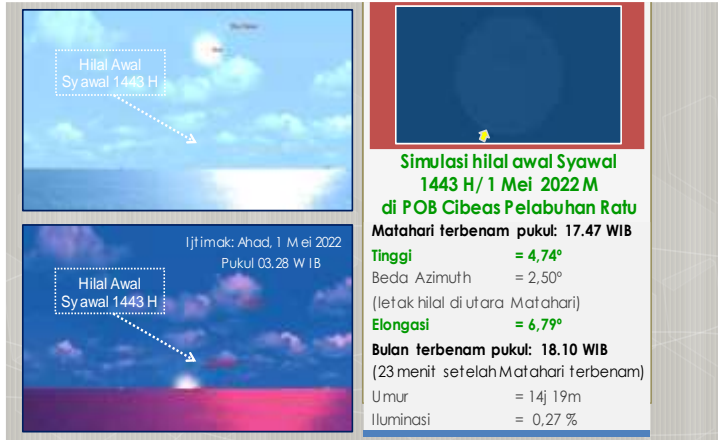 Hilal Awal
Syawal 1443 H
Ijtimak: Ahad, 1 Mei 2022
Pukul 03.28 WIB
Hilal Awal
Syawal 1443 H
Simulasi hilal awal Syawal
1443 H/ 1 Mei 2022 M
di POB Cibeas Pelabuhan Ratu
Matahari terbenam pukul: 17.47 WIB
Tinggi = 4,74º
Beda Azimuth = 2,50º
(letak hilal di utara Matahari)
Elongasi = 6,79º
Bulan terbenam pukul: 18.10 WIB
(23 menit setelah Matahari terbenam)
Umur = 14j 19m
Iluminasi = 0,27 %